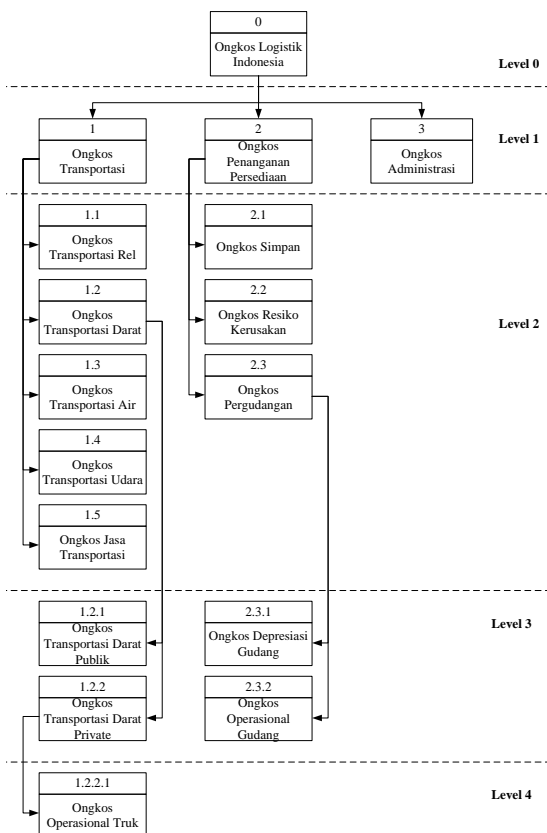 0
Ongkos Logistik
Indonesia
Level 0
1
Ongkos
Transportasi
2
Ongkos
Penanganan
Persediaan
3
Ongkos
Administrasi
Level 1
1.1
Ongkos
Transportasi Rel
2.1
Ongkos Simpan
1.2
Ongkos
Transportasi Darat
2.2
Ongkos Resiko
Kerusakan
Level 2
1.3
Ongkos
Transportasi Air
2.3
Ongkos
Pergudangan
1.4
Ongkos
Transportasi Udara
1.5
Ongkos Jasa
Transportasi
1.2.1
Ongkos
Transportasi Darat
Publik
2.3.1
Ongkos Depresiasi
Gudang
Level 3
1.2.2
Ongkos
Transportasi Darat
Private
2.3.2
Ongkos
Operasional
Gudang
1.2.2.1
Ongkos
Operasional Truk
Level 4